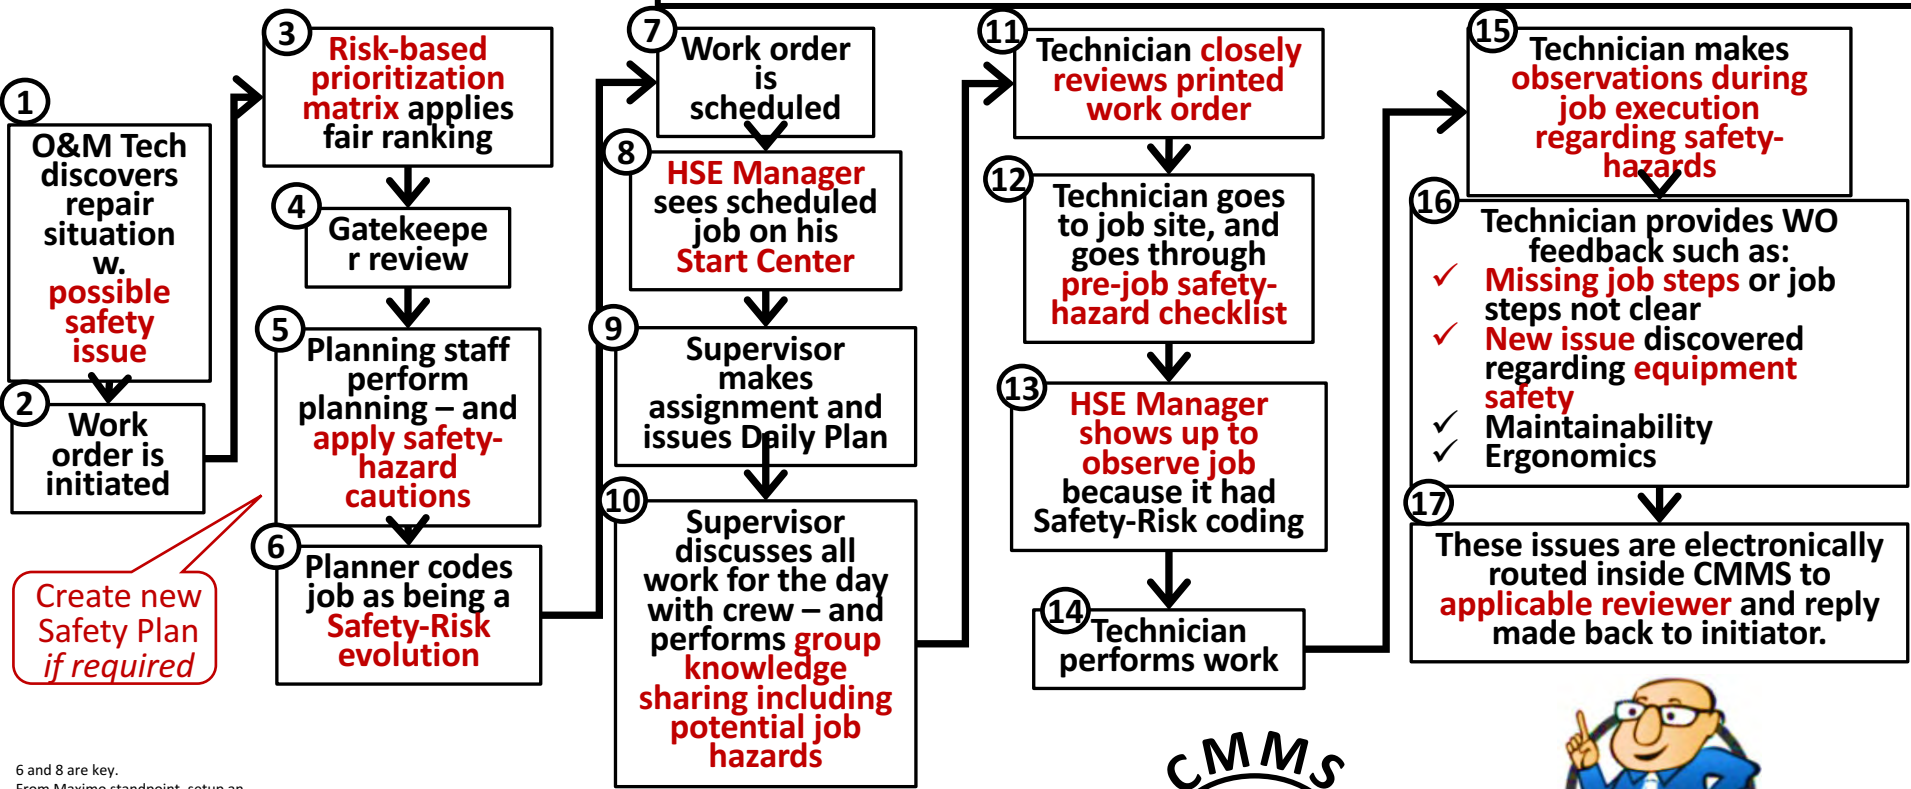 1
O&M Tech
discovers
repair
situation
w.
possible
safety
issue
2
Work
order is
initiated
3
Risk-based
prioritization
matrix applies
fair ranking
4
Gatekeepe
r review
5
Planning staff
perform
planning – and
apply safety-
hazard
cautions
6
Planner codes
job as being a
Safety-Risk
evolution
Create new
Safety Plan
if required
6 and 8 are key.
From Maximo standpoint, setup an
7
Work order
is
scheduled
8
HSE Manager
sees scheduled
job on his
Start Center
9
Supervisor
makes
assignment and
issues Daily Plan
10
Supervisor
discusses all
work for the day
with crew – and
performs group
knowledge
sharing including
potential job
hazards
11
Technician closely
reviews printed
work order
12
Technician goes
to job site, and
goes through
pre-job safety-
hazard checklist
13
HSE Manager
shows up to
observe job
because it had
Safety-Risk coding
14
Technician
performs work
CMMS
15
Technician makes
observations during
job execution
regarding safety-
hazards
16
Technician provides WO
feedback such as:
✓ Missing job steps or job
steps not clear
✓ New issue discovered
regarding equipment
safety
✓ Maintainability
✓ Ergonomics
17
These issues are electronically
routed inside CMMS to
applicable reviewer and reply
made back to initiator.